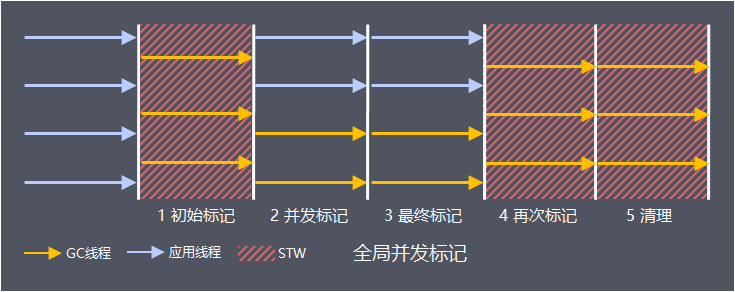 1 初始标记
2 并发标记
3 最终标记
4 再次标记
5 清理
GC线程
应用线程
STW
全局并发标记